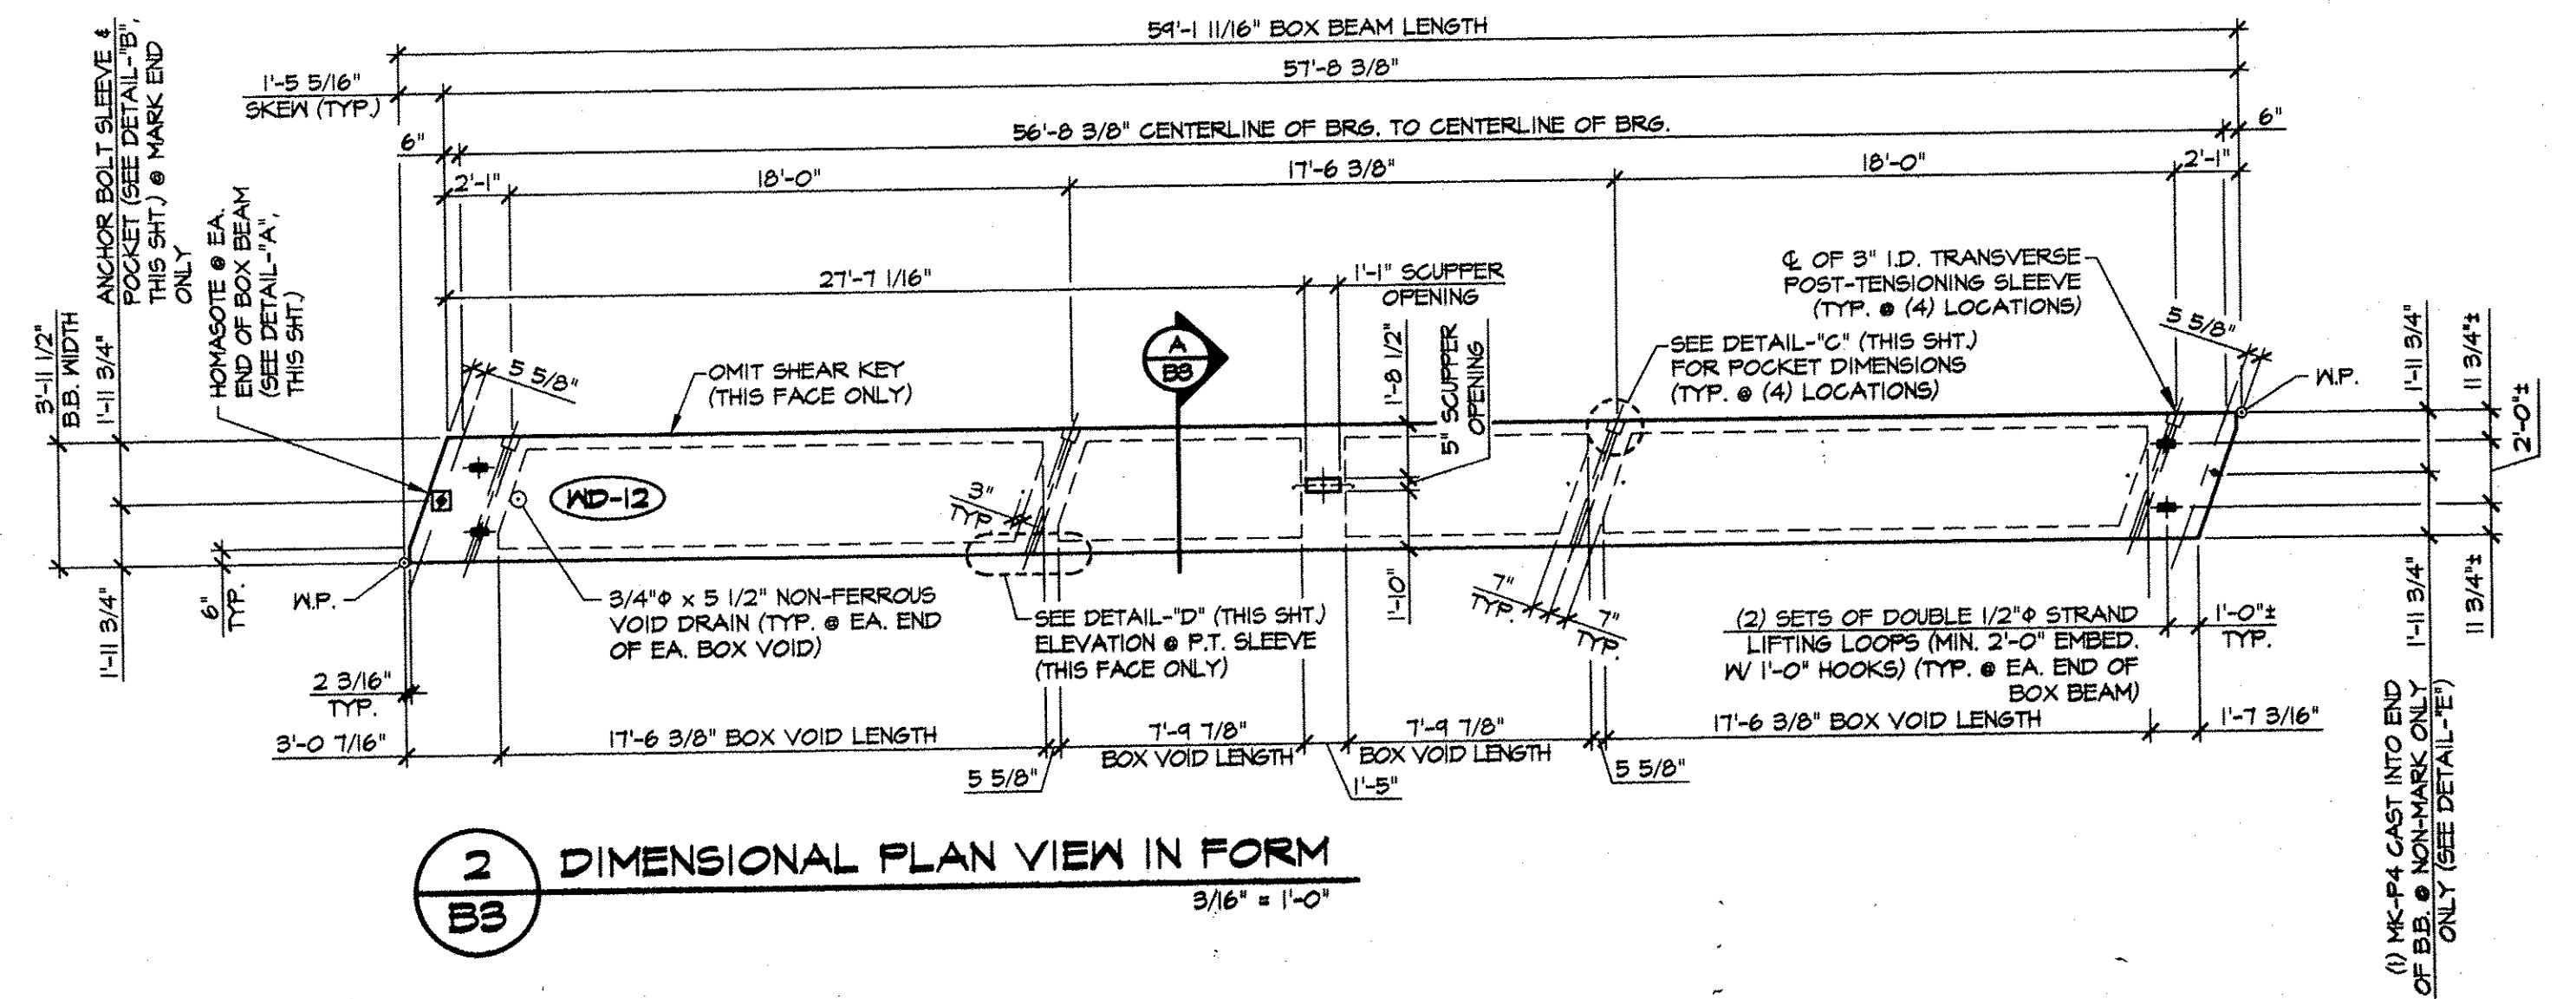 59'-1 11/16" BOX BEAM LENGTH
57'-8 3/8"
1'-5 5/16"
SKEW (TYP.)
56'-8 3/8" CENTERLINE OF BRG. TO CENTERLINE OF BRG.
6"
6"
2'-1"
18'-0"
17'-6 3/8"
18'-0"
2'-1"
ANCHOR BOLT SLEEVE &
POCKET (SEE DETAIL-"B",
THIS SHT.) @ MARK END
ONLY
HOMASOTE @ EA.
END OF BOX BEAM
(SEE DETAIL-"A",
THIS SHT.)
3'-11 1/2"
B.B. WIDTH
1'-11 3/4"
1'-11 3/4"
27'-7 1/16"
1'-1" SCUPPER
OPENING
1'-8 1/2"
5" SCUPPER
OPENING
℄ OF 3" I.D. TRANSVERSE
POST-TENSIONING SLEEVE
(TYP. @ (4) LOCATIONS)
SEE DETAIL-"C" (THIS SHT.)
FOR POCKET DIMENSIONS
(TYP. @ (4) LOCATIONS)
5 5/8"
W.P.
1'-11 3/4"
11 3/4"±
2'-0"±
5 5/8"
OMIT SHEAR KEY
(THIS FACE ONLY)
A
B3
WD-12
3"
TYP.
6"
TYP.
W.P.
3/4"Φ x 5 1/2" NON-FERROUS
VOID DRAIN (TYP. @ EA. END
OF EA. BOX VOID)
SEE DETAIL-"D" (THIS SHT.)
ELEVATION @ P.T. SLEEVE
(THIS FACE ONLY)
1'-10"
7"
TYP.
7"
TYP.
(2) SETS OF DOUBLE 1/2"Φ STRAND
LIFTING LOOPS (MIN. 2'-0" EMBED.
W/ 1'-0" HOOKS) (TYP. @ EA. END OF
BOX BEAM)
1'-0"±
TYP.
1'-11 3/4"
11 3/4"±
(1) MK-P4 CAST INTO END
OF B.B. @ NON-MARK ONLY
ONLY (SEE DETAIL-"E")
2 3/16"
TYP.
3'-0 7/16"
17'-6 3/8" BOX VOID LENGTH
5 5/8"
7'-9 7/8"
BOX VOID LENGTH
1'-5"
7'-9 7/8"
BOX VOID LENGTH
5 5/8"
17'-6 3/8" BOX VOID LENGTH
1'-7 3/16"
2
B3
DIMENSIONAL PLAN VIEW IN FORM
3/16" = 1'-0"